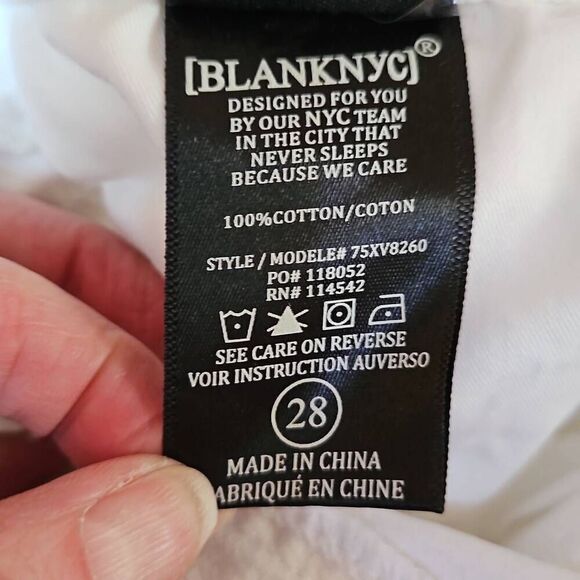 [BLANKNYC]®
DESIGNED FOR YOU
BY OUR NYC TEAM
IN THE CITY THAT
NEVER SLEEPS
BECAUSE WE CARE
100%COTTON/COTON
STYLE / MODELE# 75XV8260
PO# 118052
RN# 114542
SEE CARE ON REVERSE
VOIR INSTRUCTION AUVERSO
28
MADE IN CHINA
ABRIQUÉ EN CHINE